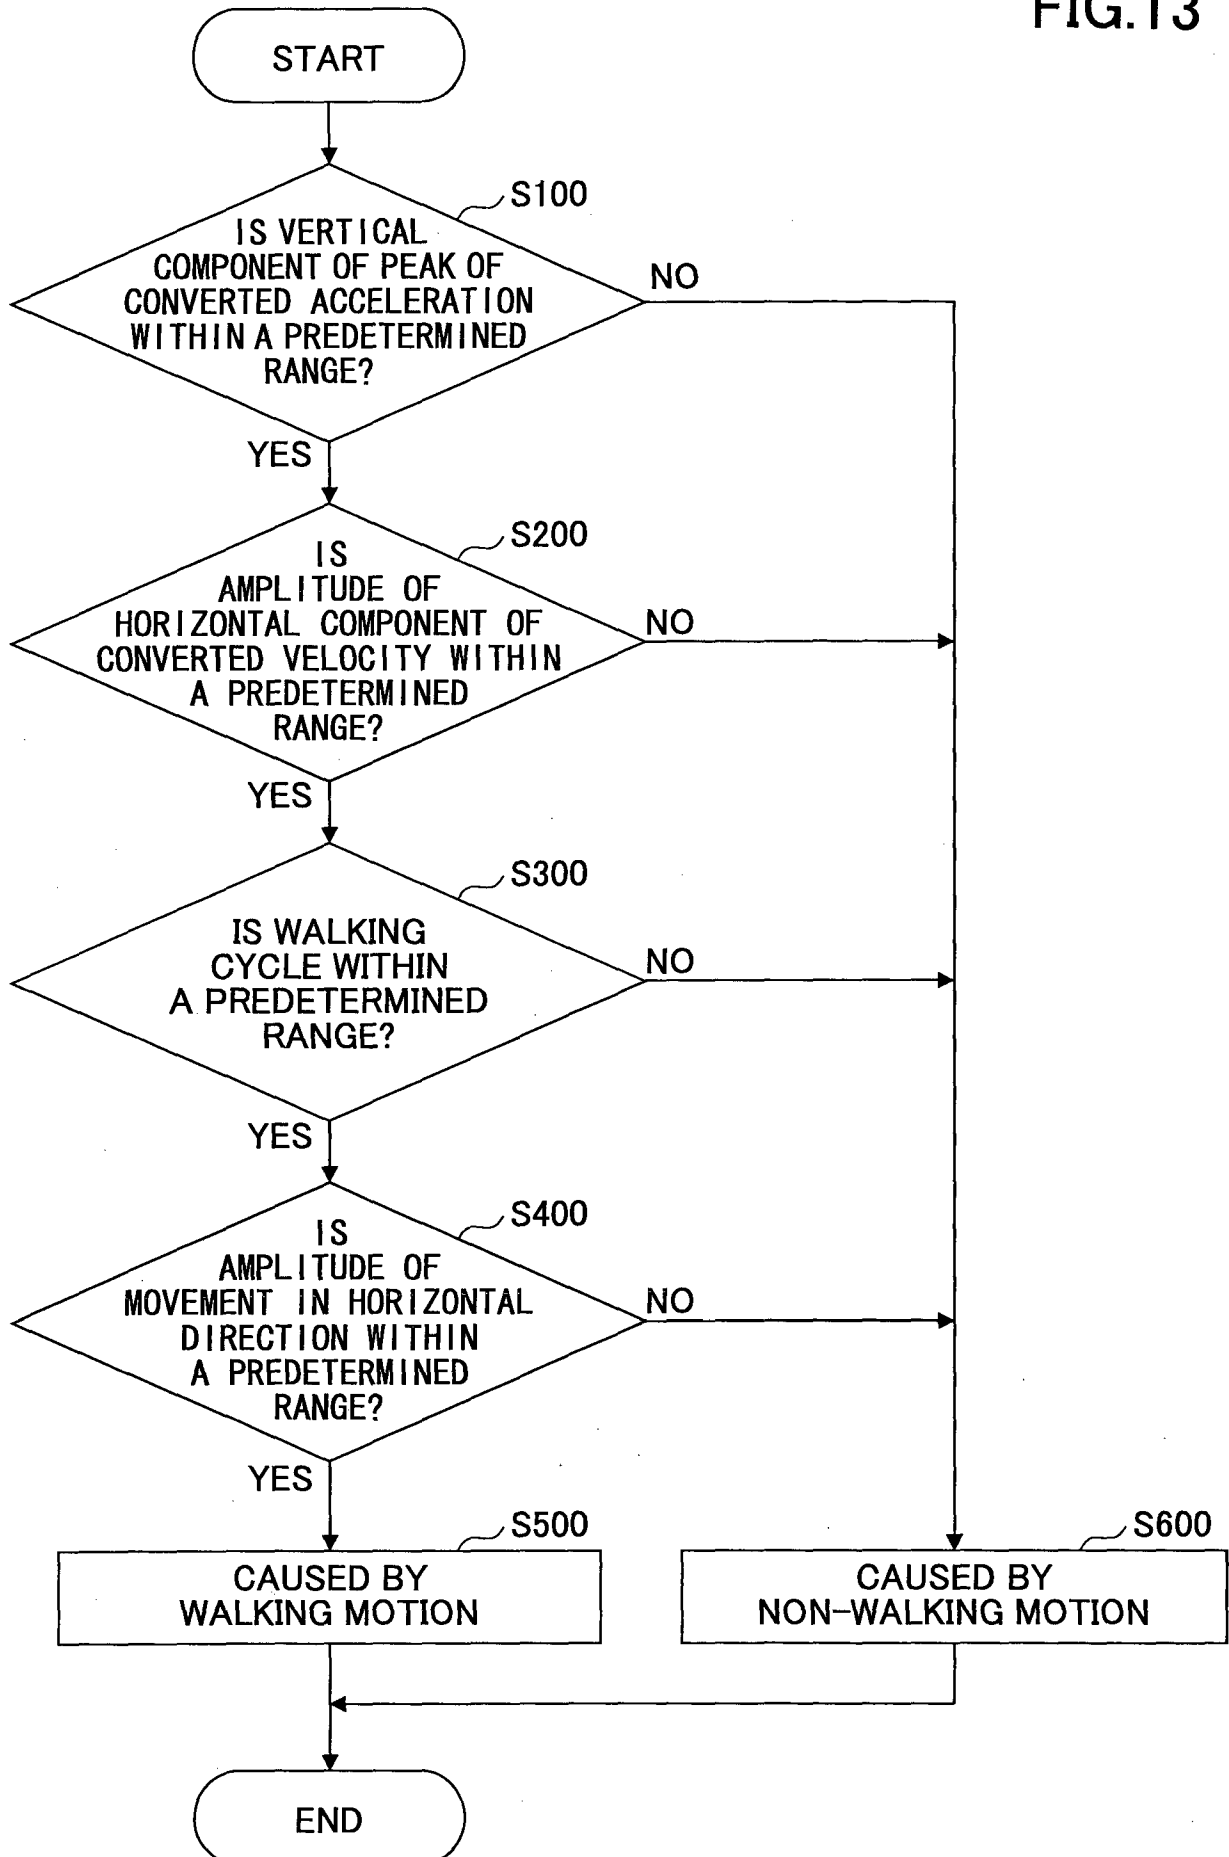 FIG.13
START
S100
IS VERTICAL
COMPONENT OF PEAK OF
CONVERTED ACCELERATION
WITHIN A PREDETERMINED
RANGE?
NO
YES
S200
IS
AMPLITUDE OF
HORIZONTAL COMPONENT OF
CONVERTED VELOCITY WITHIN
A PREDETERMINED
RANGE?
NO
YES
S300
IS WALKING
CYCLE WITHIN
A PREDETERMINED
RANGE?
NO
YES
S400
IS
AMPLITUDE OF
MOVEMENT IN HORIZONTAL
DIRECTION WITHIN
A PREDETERMINED
RANGE?
NO
YES
S500
CAUSED BY
WALKING MOTION
S600
CAUSED BY
NON-WALKING MOTION
END